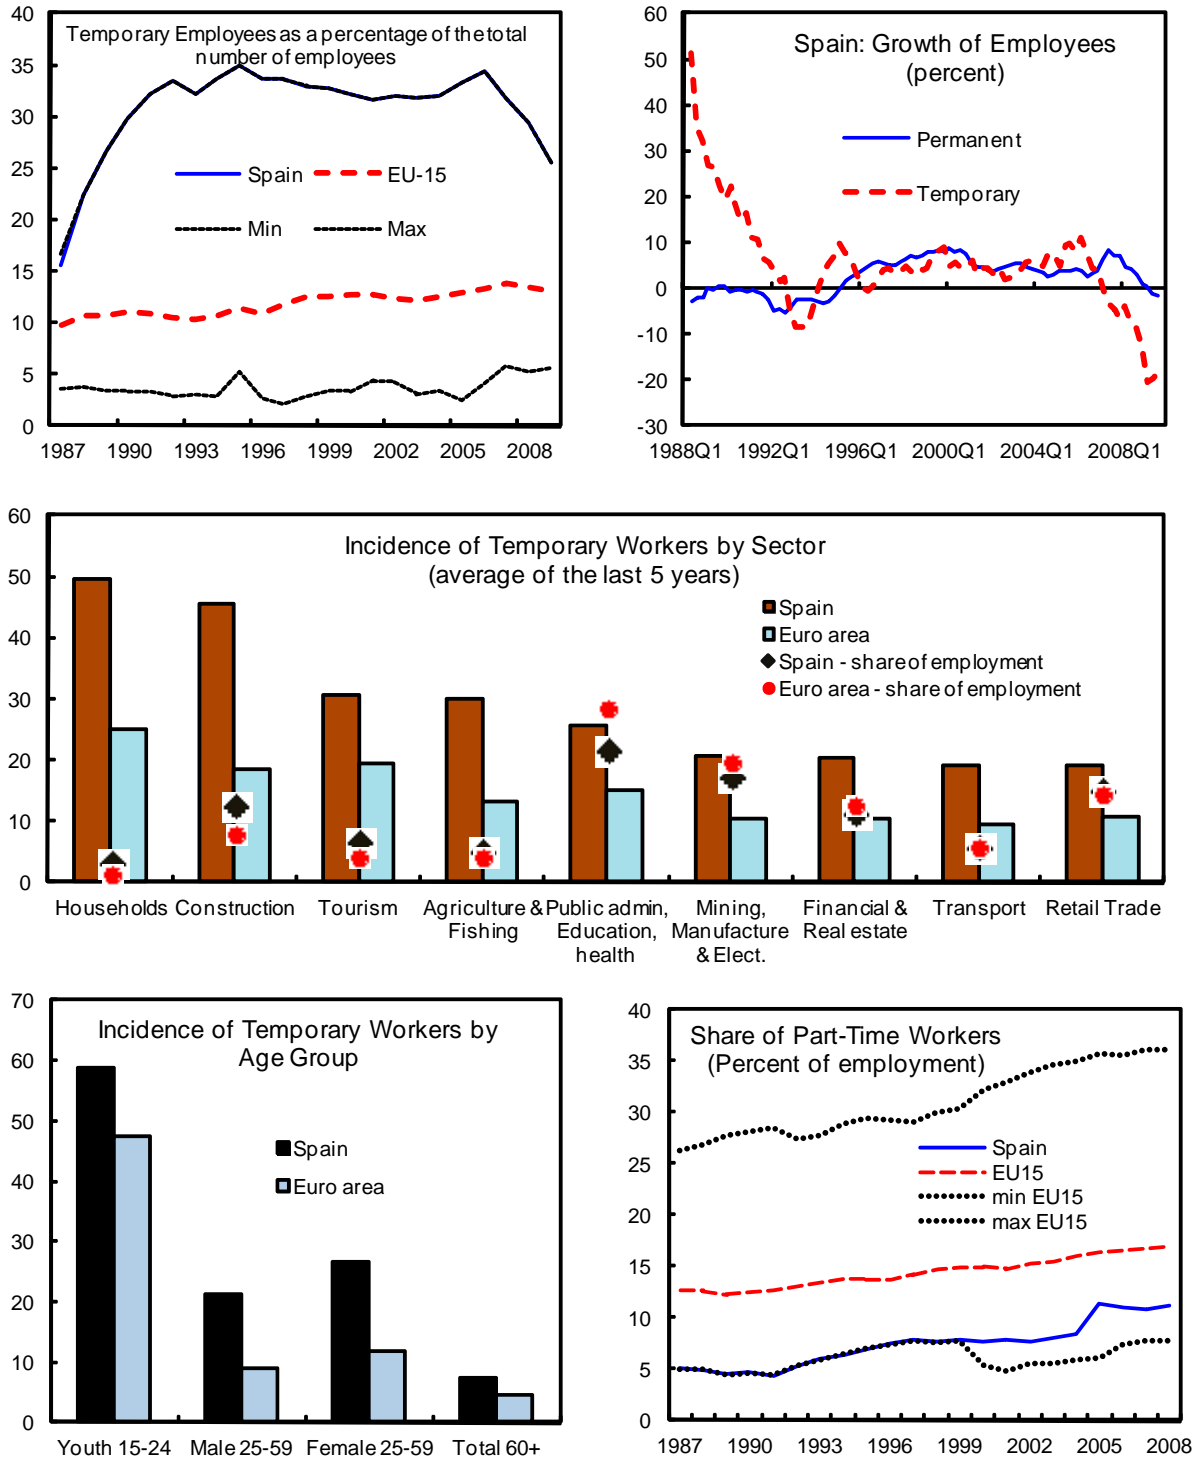 Temporary Employees as a percentage of the total
number of employees
40
35
30
25
20
15
10
5
0
Spain
EU-15
Min
Max
1987 1990 1993 1996 1999 2002 2008
Spain: Growth of Employees
(percent)
60
50
40
30
20
10
0
-10
-20
-30
Permanent
Temporary
1988Q1 1992Q1 1996Q1 2000Q1 2004Q1 2008Q1
Incidence of Temporary Workers by Sector
(average of the last 5 years)
60
50
40
30
20
10
0
Spain
Euro area
Spain - share of employment
Euro area - share of employment
Households Construction Tourism Agriculture & Public admin, Mining, Financial & Transport Retail Trade
Fishing Education, Manufacture Real estate
health & Elect.
Incidence of Temporary Workers by
Age Group
70
60
50
40
30
20
10
0
Spain
Euro area
Youth 15-24 Male 25-59 Female 25-59 Total 60+
Share of Part-Time Workers
(Percent of employment)
40
35
30
25
20
15
10
5
0
Spain
EU15
min EU15
max EU15
1987 1990 1993 1996 1999 2002 2005 2008